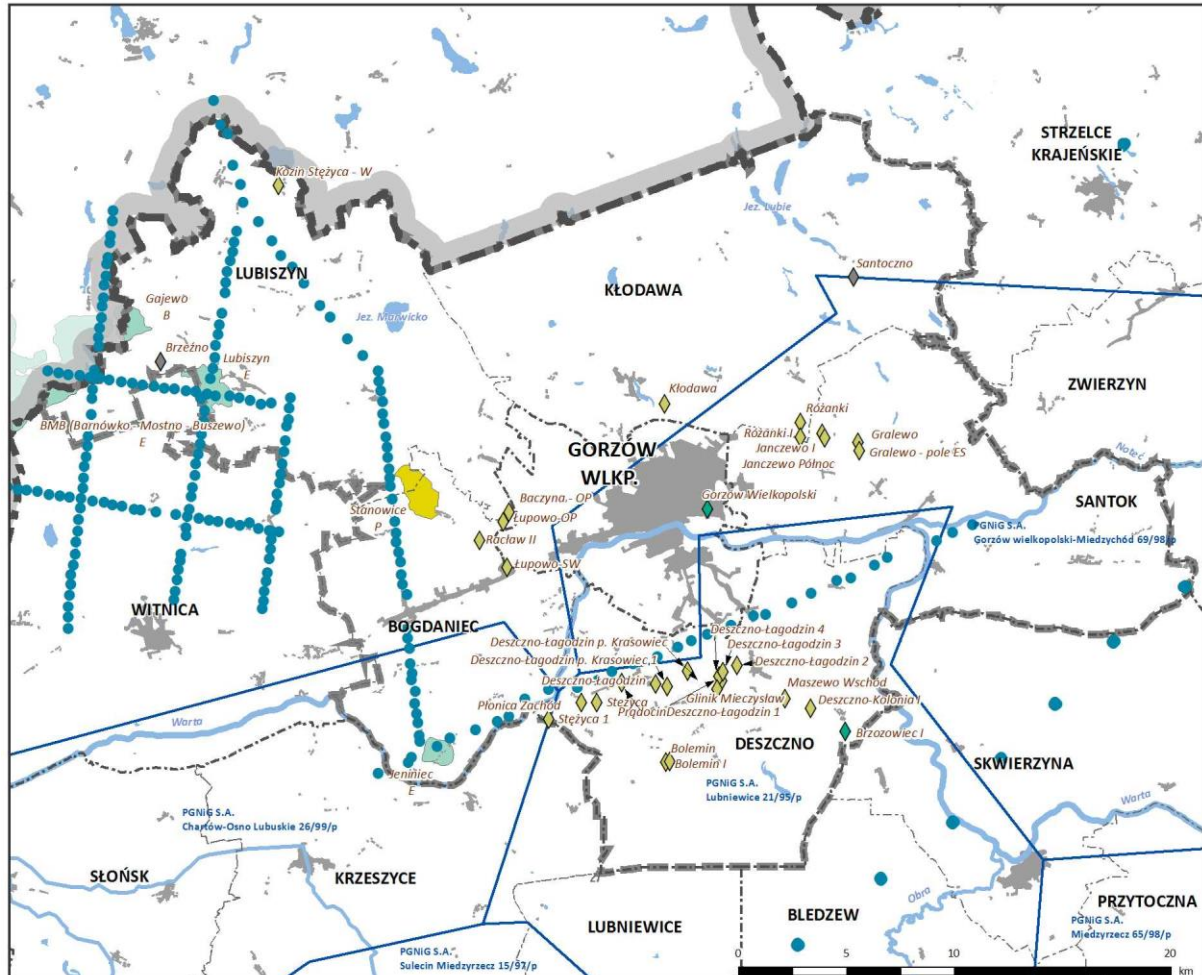 STRZELCE
KRAJEŃSKIE
Kozin Stężyca - W
Jez. Lubie
LUBISZYN
Santoczno
KŁODAWA
Gajewo
B
Jez. Marwicko
Brzeźno
Lubiszyn
E
ZWIERZYN
Kłodawa
BMB (Barnówko - Mostno - Buszewo)
E
Różanki
Różanki I
Janczewo I
Janczewo Północ
Gralewo
Gralewo - pole ES
GORZÓW
WLKP.
Noteć
Gorzów Wielkopolski
SANTOK
Baczyna - OP
Stanowice
P
Łupowo-OP
Racław II
Łupowo-SW
PGNiG S.A.
Gorzów wielkopolski-Miedzychód 69/98/p
WITNICA
BOGDANIEC
Deszczno-Łagodzin 4
Deszczno-Łagodzin p. Krasowiec
Deszczno-Łagodzin 3
Deszczno-Łagodzin p. Krasowiec 1
Deszczno-Łagodzin 2
Deszczno-Łagodzin
Glinik Mieczysław
Maszewo Wschód
Płonica Zachód
Stężyca
Prądocin
Deszczno-Łagodzin 1
Deszczno-Kolonia I
Stężyca 1
Warta
DESZCZNO
Brzozowiec I
Bolemin
Bolemin I
SKWIERZYNA
Jeniniec
E
PGNiG S.A.
Lubniewice 21/95/p
Warta
PGNiG S.A.
Chartów-Osno Lubuskie 26/99/p
SŁOŃSK
KRZESZYCE
Obra
PRZYTOCZNA
LUBNIEWICE
BLEDZEW
PGNiG S.A.
Miedzyrzecz 65/98/p
PGNiG S.A.
Sulecin Miedzyrzecz 15/97/p
0 5 10 20
km